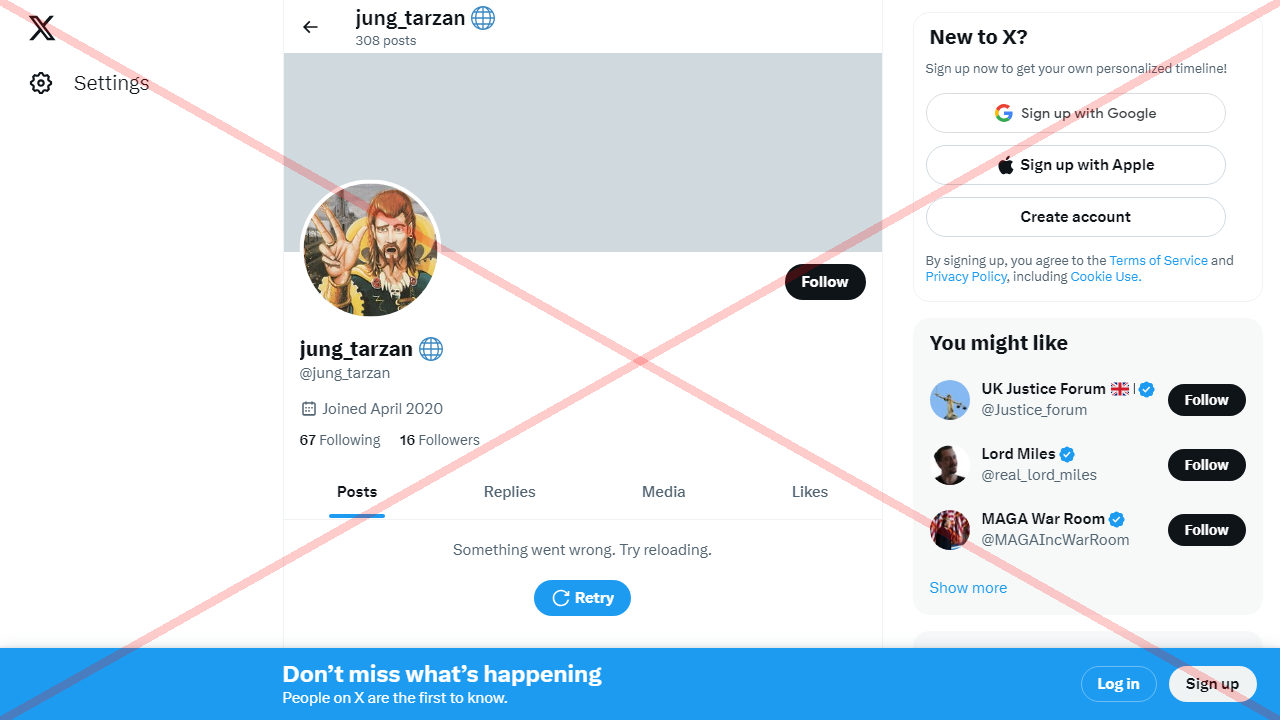 Settings
jung_tarzan 🌐
308 posts
Follow
jung_tarzan 🌐
@jung_tarzan
Joined April 2020
67 Following 16 Followers
Posts Replies Media Likes
Something went wrong. Try reloading.
Retry
New to X?
Sign up now to get your own personalized timeline!
Sign up with Google
Sign up with Apple
Create account
By signing up, you agree to the Terms of Service and
Privacy Policy, including Cookie Use.
You might like
UK Justice Forum 🇬🇧 |
@Justice_forum
Follow
Lord Miles
@real_lord_miles
Follow
MAGA War Room
@MAGAIncWarRoom
Follow
Show more
Don’t miss what’s happening
People on X are the first to know.
Log in
Sign up